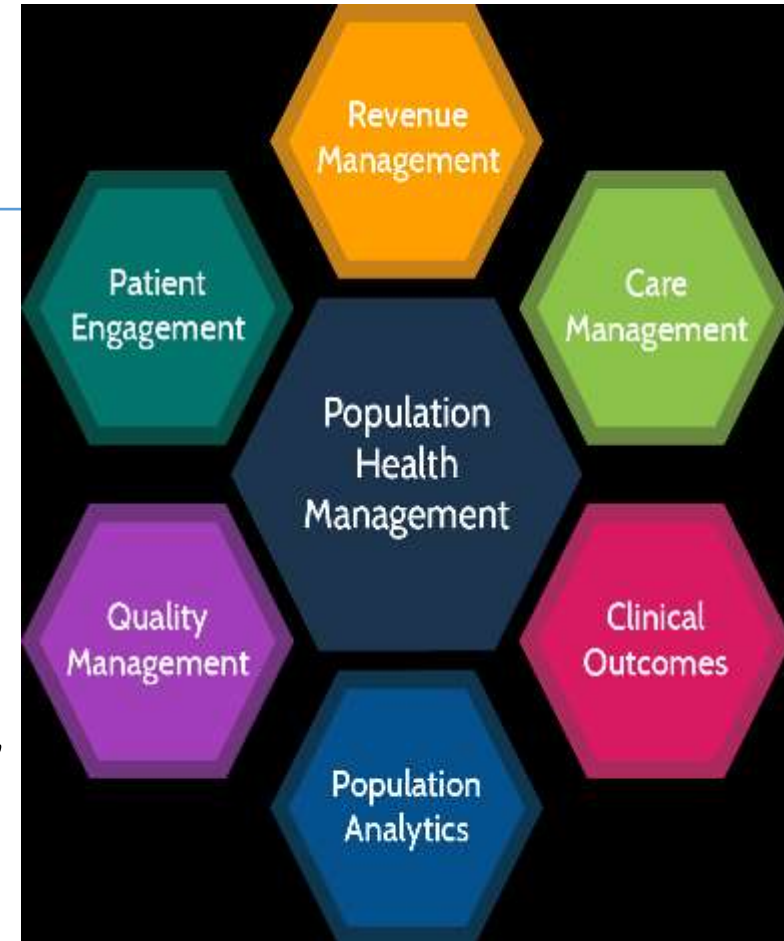 Revenue
Management
Patient
Engagement
Care
Management
Population
Health
Management
Quality
Management
Clinical
Outcomes
Population
Analytics
,